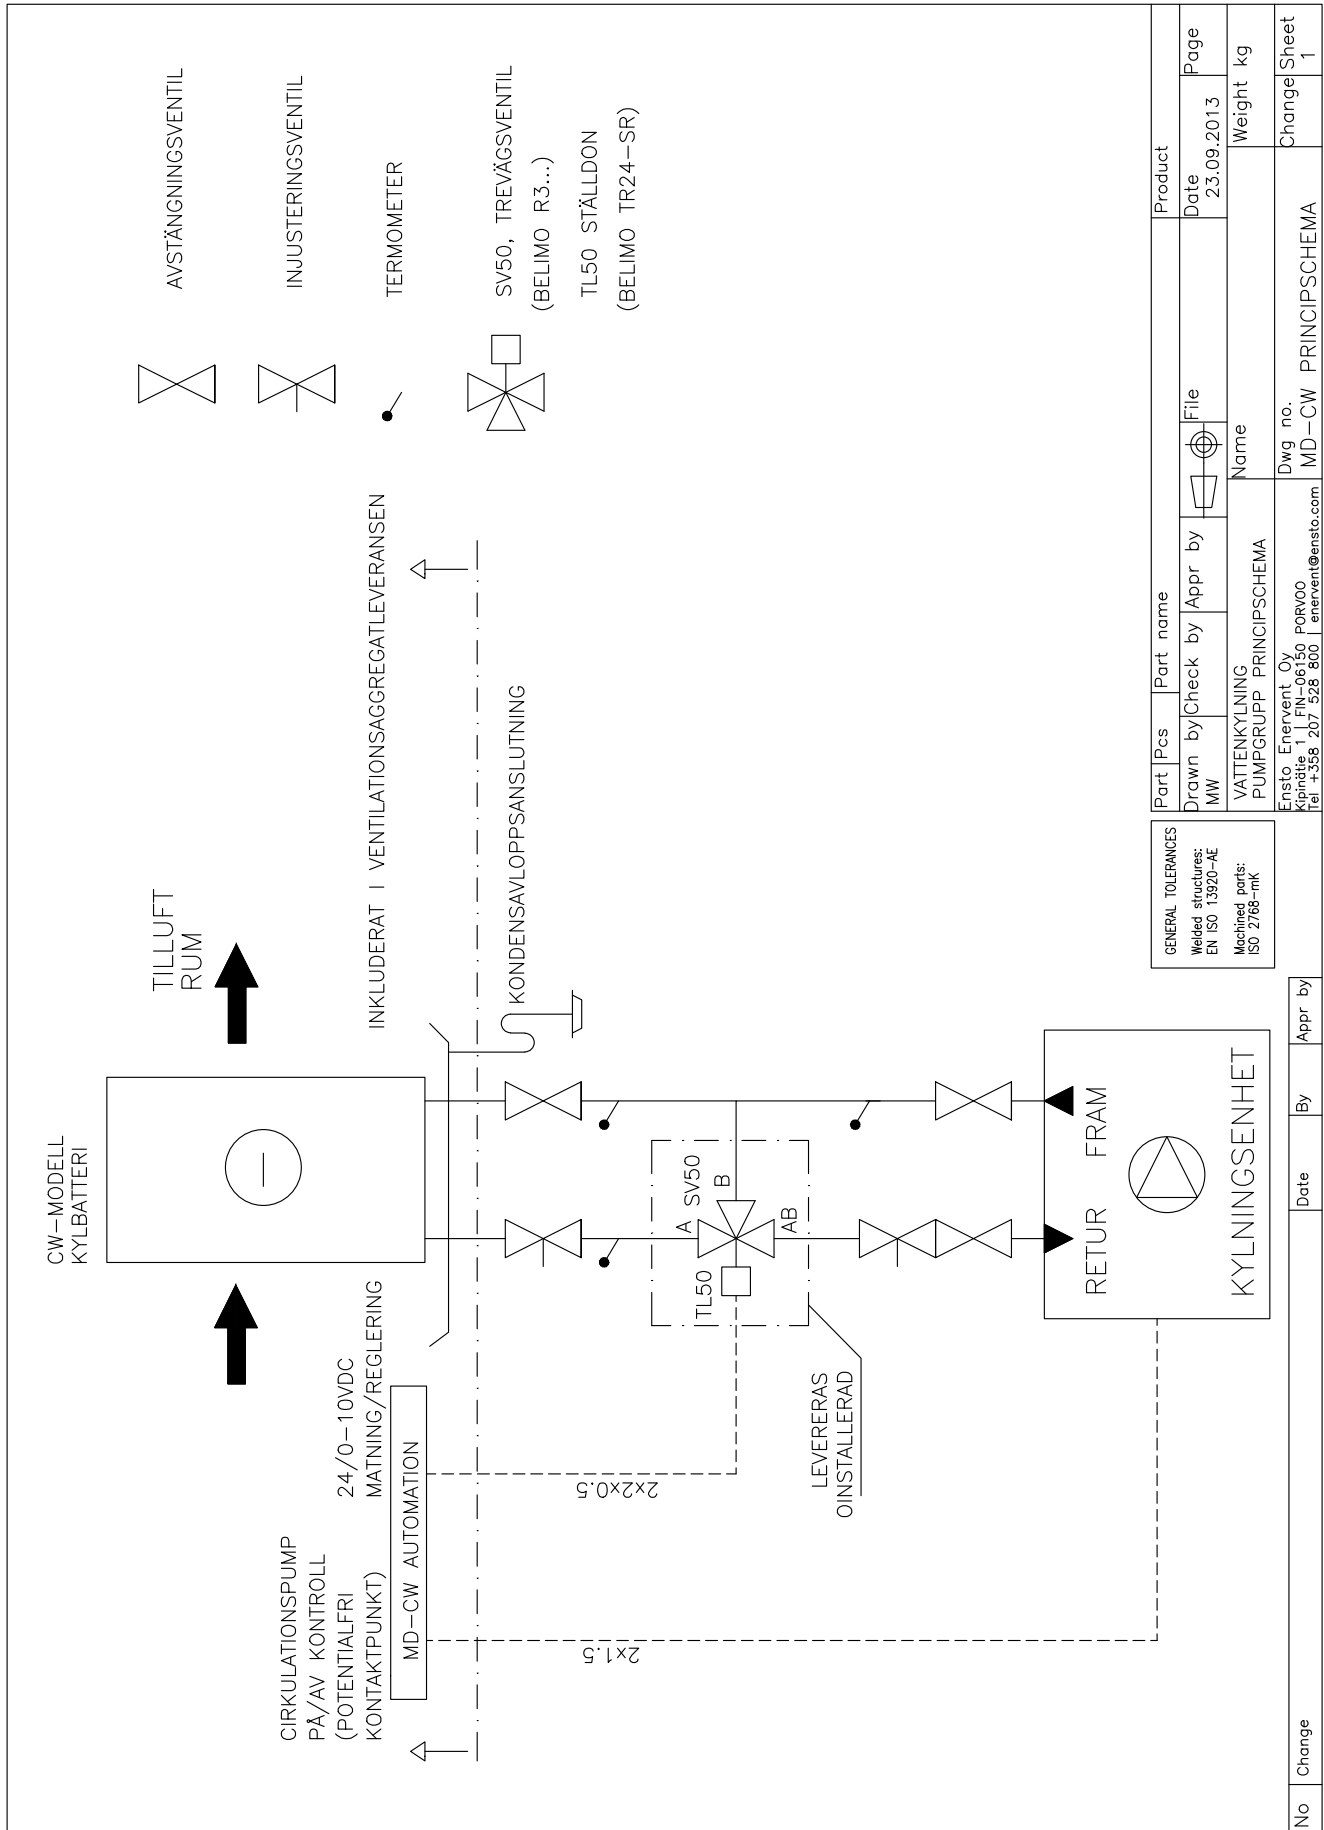 CW-MODELL
KYLBATTERI
TILLUFT
RUM
AVSTÄNGNINGSVENTIL
INJUSTERINGSVENTIL
TERMOMETER
SV50, TREVÄGSVENTIL
(BELIMO R3...)
TL50 STÄLLDON
(BELIMO TR24-SR)
CIRKULATIONSPUMP
PÅ/AV KONTROLL
(POTENTIALFRI
KONTAKTPUNKT)
24/0-10VDC
MATNING/REGLERING
MD-CW AUTOMATION
INKLUDERAT I VENTILATIONSAGGREGATLEVERANSEN
KONDENSAVLOPPSANSLUTNING
2x1.5
2x2x0.5
TL50
A
SV50
B
AB
LEVERERAS
OINSTALLERAD
RETUR
FRAM
KYLNINGSENHET
GENERAL TOLERANCES
Welded structures:
EN ISO 13920-AE
Machined parts:
ISO 2768-mK
Part
Pcs
Part name
Product
Drawn by
MW
Check by
Appr by
File
Date
23.09.2013
Page
VATTENKYLNING
PUMPGRUPP PRINCIPSCHEMA
Name
Weight kg
Ensto Enervent Oy
Kipinätie 1 | FIN-06150 PORVOO
Tel +358 207 528 800 | enervent@ensto.com
Dwg no.
MD-CW PRINCIPSCHEMA
Change
Sheet
1
No
Change
Date
By
Appr by